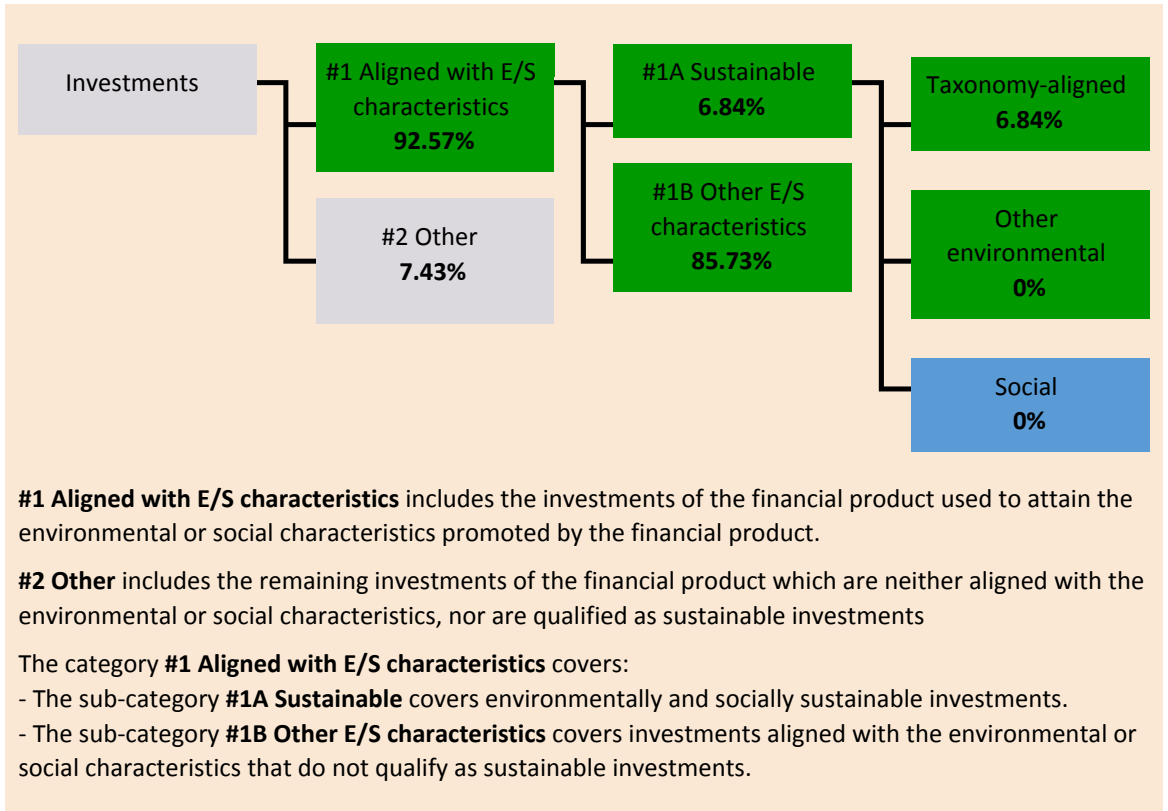 Investments
#1 Aligned with E/S
characteristics
92.57%
#2 Other
7.43%
#1A Sustainable
6.84%
#1B Other E/S
characteristics
85.73%
Taxonomy-aligned
6.84%
Other
environmental
0%
Social
0%
#1 Aligned with E/S characteristics includes the investments of the financial product used to attain the
environmental or social characteristics promoted by the financial product.
#2 Other includes the remaining investments of the financial product which are neither aligned with the
environmental or social characteristics, nor are qualified as sustainable investments
The category #1 Aligned with E/S characteristics covers:
- The sub-category #1A Sustainable covers environmentally and socially sustainable investments.
- The sub-category #1B Other E/S characteristics covers investments aligned with the environmental or
social characteristics that do not qualify as sustainable investments.